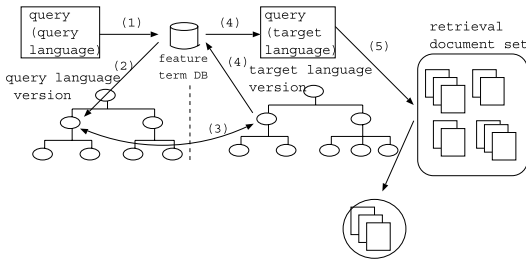 query
(query
language)
(1)
(4)
query
(target
language)
(5)
retrieval
document set
(2)
feature
term DB
(4)
query language
version
target language
version
(3)